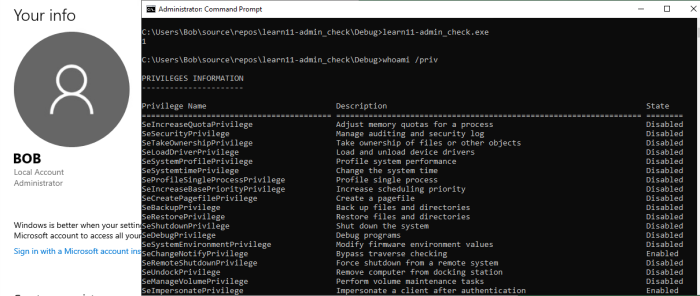 Your info
BOB
Local Account
Administrator
Windows is better when your settin
Microsoft account to access all you
Sign in with a Microsoft account ins
Administrator: Command Prompt
C:\Users\Bob\source\repos\learn11-admin_check\Debug>learn11-admin_check.exe
1
C:\Users\Bob\source\repos\learn11-admin_check\Debug>whoami /priv
PRIVILEGES INFORMATION
----------------------
Privilege Name Description State
========================================= ================================================================== ========
SeIncreaseQuotaPrivilege Adjust memory quotas for a process Disabled
SeSecurityPrivilege Manage auditing and security log Disabled
SeTakeOwnershipPrivilege Take ownership of files or other objects Disabled
SeLoadDriverPrivilege Load and unload device drivers Disabled
SeSystemProfilePrivilege Profile system performance Disabled
SeSystemtimePrivilege Change the system time Disabled
SeProfileSingleProcessPrivilege Profile single process Disabled
SeIncreaseBasePriorityPrivilege Increase scheduling priority Disabled
SeCreatePagefilePrivilege Create a pagefile Disabled
SeBackupPrivilege Back up files and directories Disabled
SeRestorePrivilege Restore files and directories Disabled
SeShutdownPrivilege Shut down the system Disabled
SeDebugPrivilege Debug programs Disabled
SeSystemEnvironmentPrivilege Modify firmware environment values Disabled
SeChangeNotifyPrivilege Bypass traverse checking Enabled
SeRemoteShutdownPrivilege Force shutdown from a remote system Disabled
SeUndockPrivilege Remove computer from docking station Disabled
SeManageVolumePrivilege Perform volume maintenance tasks Disabled
SeImpersonatePrivilege Impersonate a client after authentication Enabled